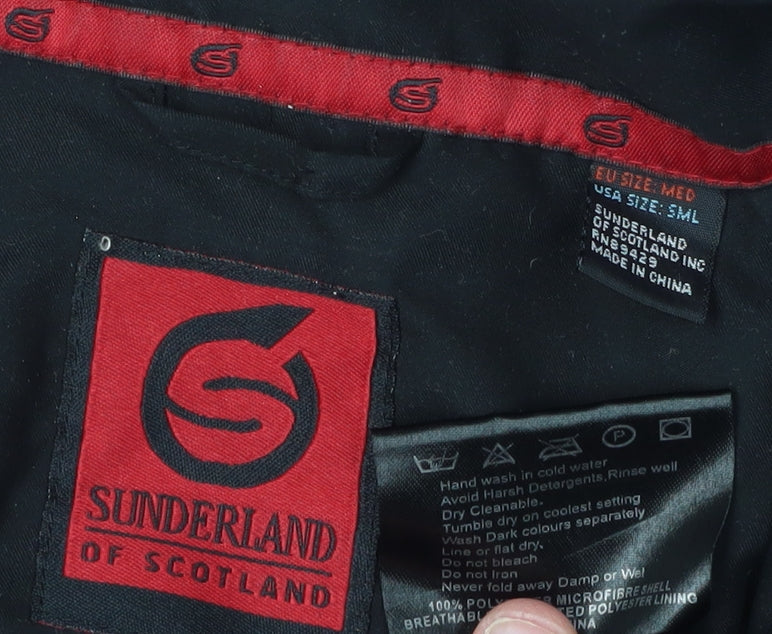 EU SIZE: MED
USA SIZE: SML
SUNDERLAND
OF SCOTLAND INC
RN89429
MADE IN CHINA
SUNDERLAND
OF SCOTLAND
P
Hand wash in cold water
Avoid Harsh Detergents,Rinse well
Dry Cleanable.
Tumble dry on coolest setting
Wash Dark colours separately
Line or flat dry.
Do not bleach
Do not Iron
Never fold away Damp or Wet
100% MICROFIBRE SHELL
POLYESTER LINING